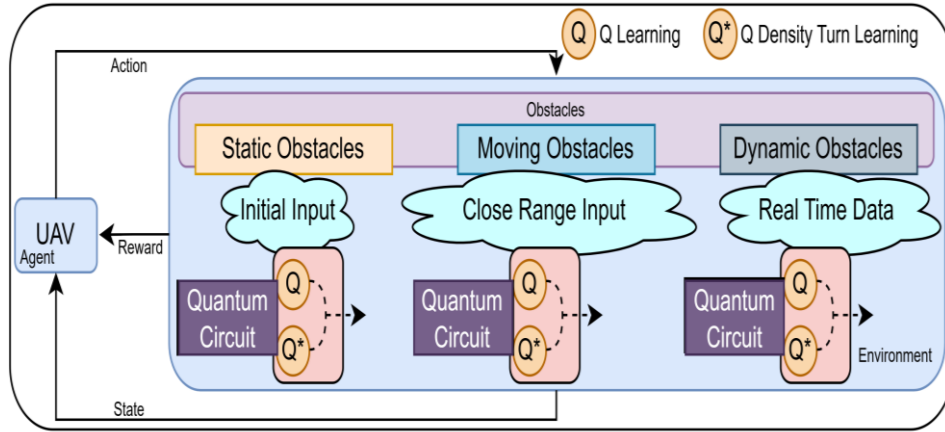 Q Q Learning Q* Q Density Turn Learning
Action
Obstacles
Static Obstacles Moving Obstacles Dynamic Obstacles
Initial Input Close Range Input Real Time Data
UAV
Agent
Reward
Quantum
Circuit
Q
Q*
Quantum
Circuit
Q
Q*
Quantum
Circuit
Q
Q*
Environment
State